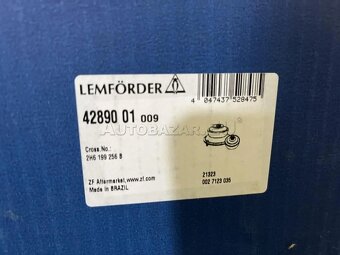 LEMFÖRDER
42890 01 009
4 047437 528475
Cross.No.:
2H6 199 256 B
AUTOBAZAR
ZF Aftermarket, www.zf.com
Made in BRAZIL
21323
002 7123 035